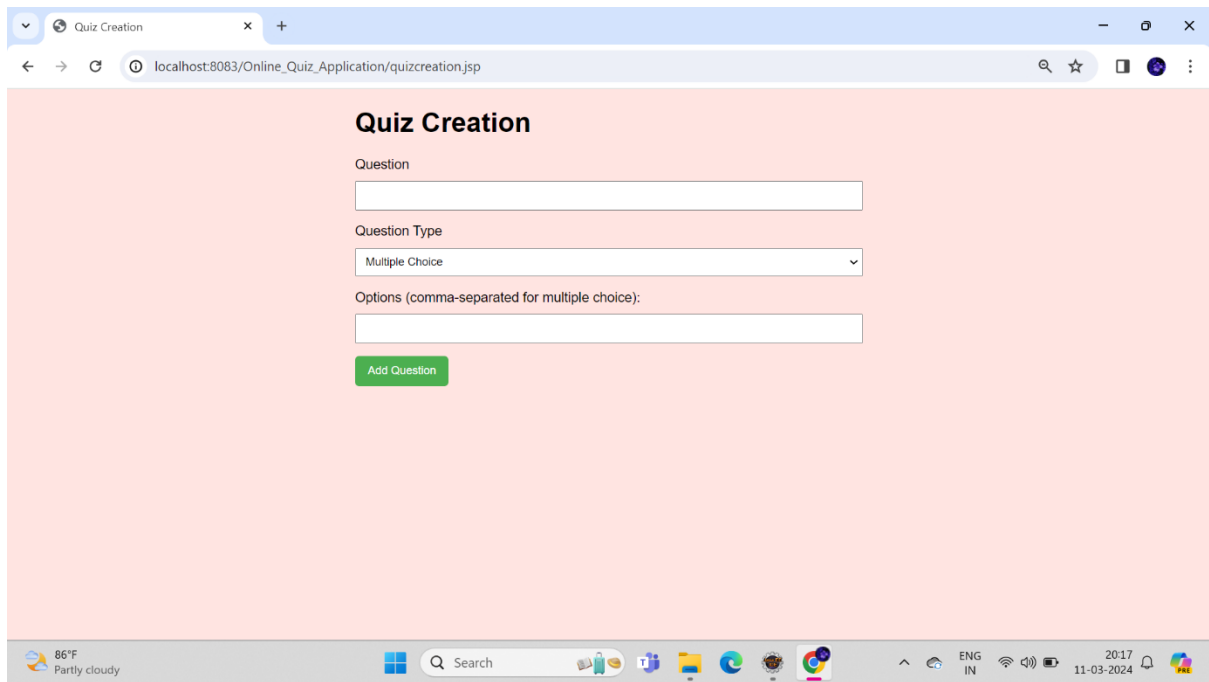 Quiz Creation
localhost:8083/Online_Quiz_Application/quizcreation.jsp
Quiz Creation
Question
Question Type
Multiple Choice
Options (comma-separated for multiple choice):
Add Question
86°F
Partly cloudy
Search
T
ENG
IN
20:17
11-03-2024
PRE